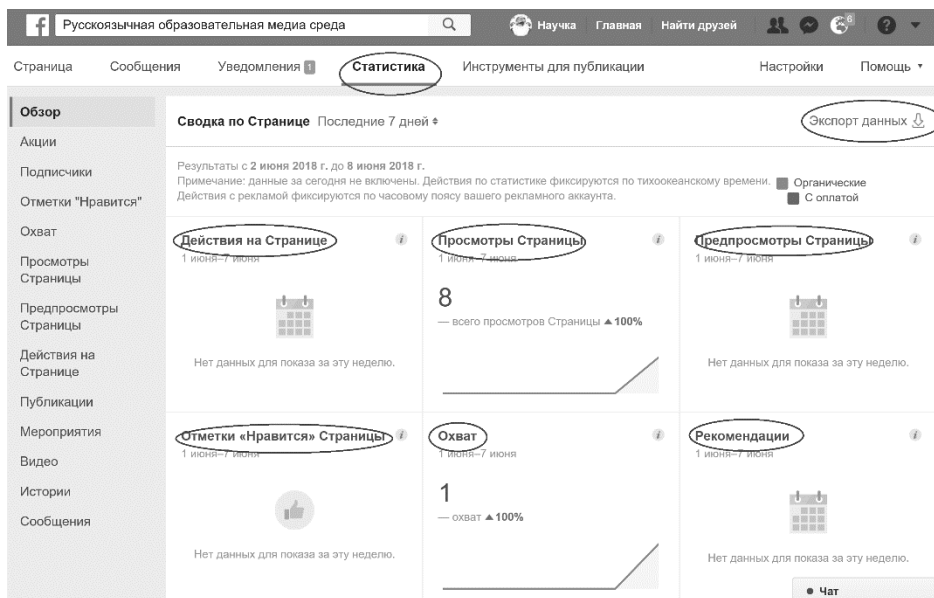 f Русскоязычная образовательная медиа среда Научка Главная Найти друзей 6 ?
Страница Сообщения Уведомления 1 Статистика Инструменты для публикации Настройки Помощь
Обзор
Акции
Подписчики
Отметки "Нравится"
Охват
Просмотры
Страницы
Предпросмотры
Страницы
Действия на
Странице
Публикации
Мероприятия
Видео
Истории
Сообщения
Сводка по Странице Последние 7 дней
Экспорт данных
Результаты с 2 июня 2018 г. до 8 июня 2018 г.
Примечание: данные за сегодня не включены. Действия по статистике фиксируются по тихоокеанскому времени.
Действия с рекламой фиксируются по часовому поясу вашего рекламного аккаунта.
Органические
С оплатой
Действия на Странице i
1 июня–7 июня
Нет данных для показа за эту неделю.
Просмотры Страницы i
1 июня–7 июня
8
— всего просмотров Страницы ▲100%
Предпросмотры Страницы i
1 июня–7 июня
Нет данных для показа за эту неделю.
Отметки «Нравится» Страницы i
1 июня–7 июня
Нет данных для показа за эту неделю.
Охват i
1 июня–7 июня
1
— охват ▲100%
Рекомендации i
1 июня–7 июня
Нет данных для показа за эту неделю.
Чат